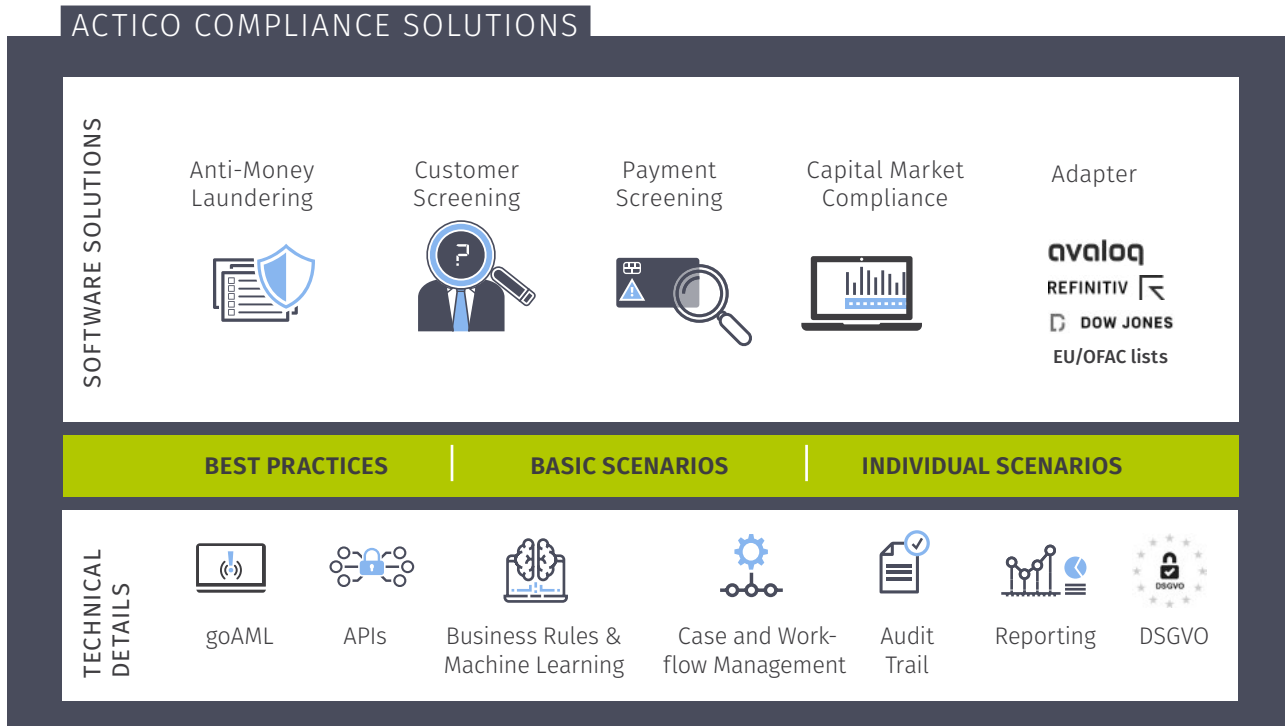 ACTICO COMPLIANCE SOLUTIONS
SOFTWARE SOLUTIONS
Anti-Money
Laundering
Customer
Screening
?
Payment
Screening
Capital Market
Compliance
Adapter
avaloq
REFINITIV
DOW JONES
EU/OFAC lists
BEST PRACTICES
BASIC SCENARIOS
INDIVIDUAL SCENARIOS
TECHNICAL
DETAILS
goAML
APIs
Business Rules &
Machine Learning
Case and Work-
flow Management
Audit
Trail
Reporting
DSGVO
DSGVO